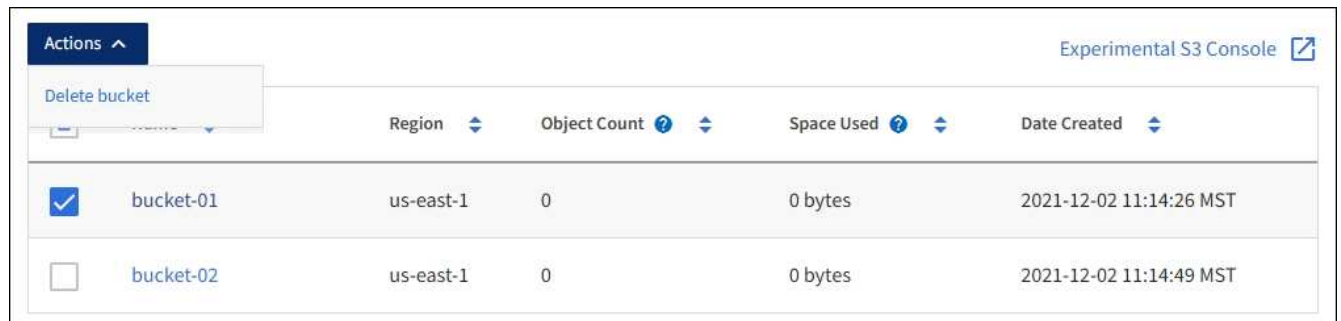 Actions
Experimental S3 Console
Delete bucket
Region Object Count ? Space Used ? Date Created
bucket-01 us-east-1 0 0 bytes 2021-12-02 11:14:26 MST
bucket-02 us-east-1 0 0 bytes 2021-12-02 11:14:49 MST